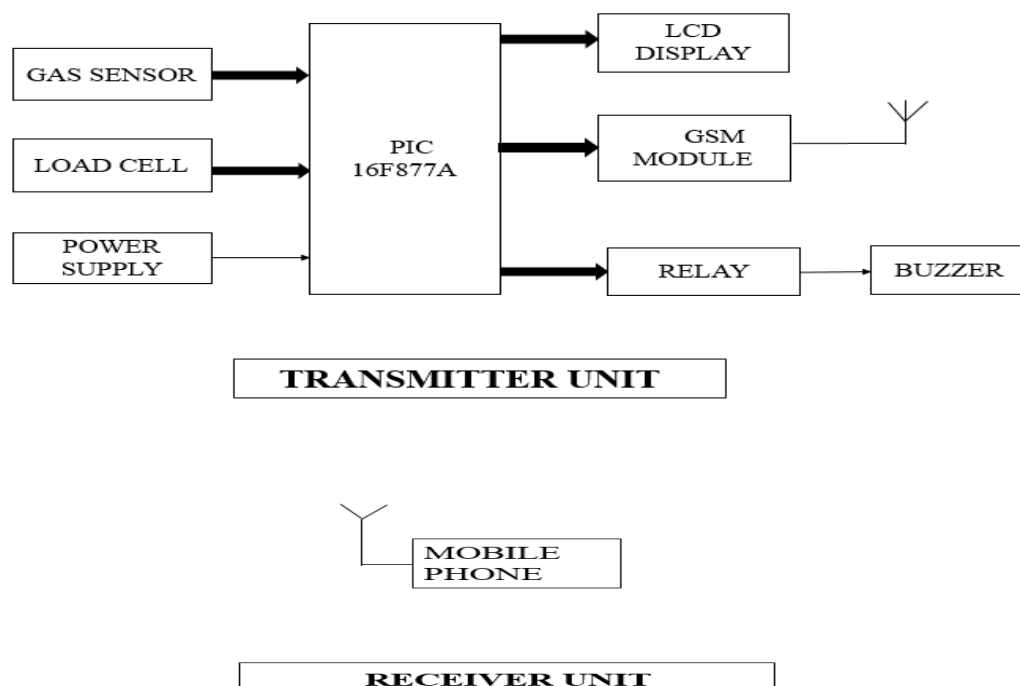 GAS SENSOR
LOAD CELL
POWER
SUPPLY
PIC
16F877A
LCD
DISPLAY
GSM
MODULE
RELAY
BUZZER
TRANSMITTER UNIT
MOBILE
PHONE
RECEIVER UNIT